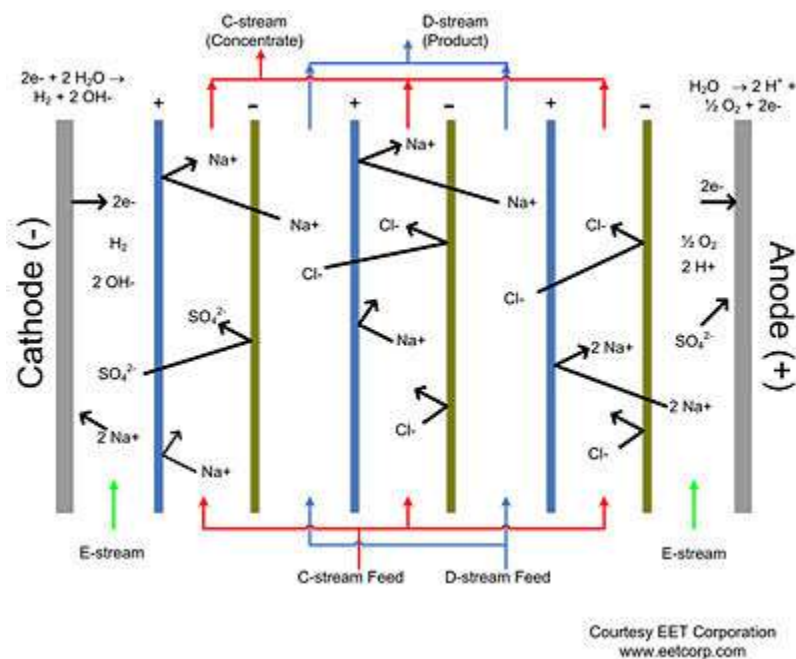 C-stream
(Concentrate)
D-stream
(Product)
2e- + 2 H₂O →
H₂ + 2 OH-
H₂O → 2 H⁺ +
½ O₂ + 2e-
+
–
+
–
+
–
Cathode (-)
Anode (+)
Na+
Na+
2e-
2e-
Na+
Na+
Cl-
Cl-
H₂
½ O₂
Cl-
Cl-
2 OH-
2 H+
SO₄²⁻
Na+
2 Na+
SO₄²⁻
SO₄²⁻
2 Na+
2 Na+
Cl-
Cl-
Na+
E-stream
E-stream
C-stream Feed
D-stream Feed
Courtesy EET Corporation
www.eetcorp.com